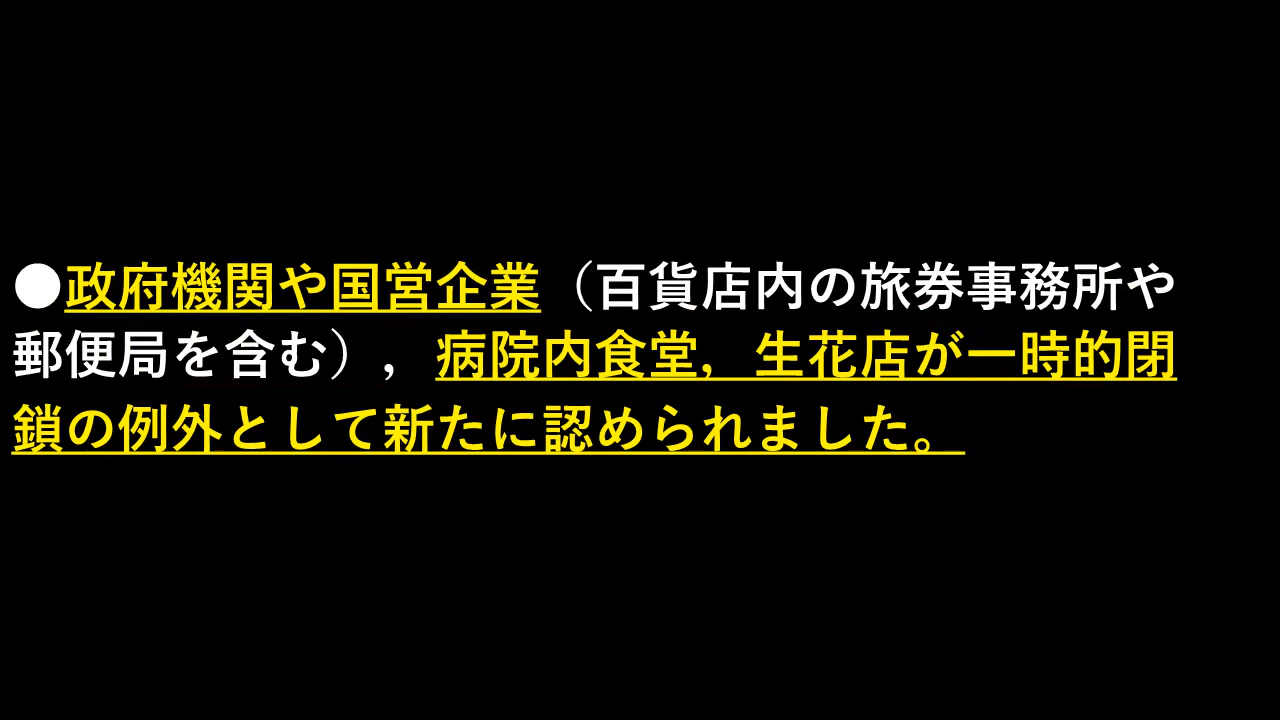 ●政府機関や国営企業（百貨店内の旅券事務所や
郵便局を含む），病院内食堂，生花店が一時的閉
鎖の例外として新たに認められました。